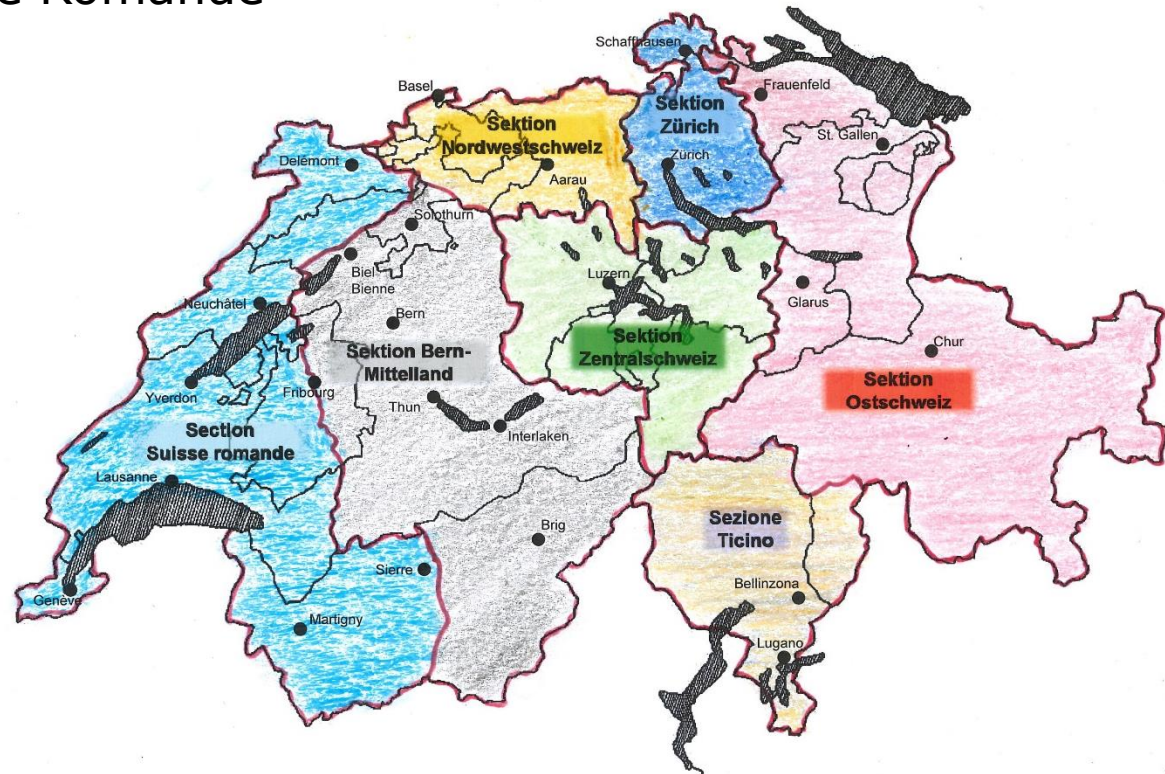 Schaffhausen
Basel
Frauenfeld
Sektion
Zürich
Sektion
Nordwestschweiz
St. Gallen
Delémont
Zürich
Aarau
Solothurn
Biel
Bienne
Luzern
Neuchâtel
Glarus
Bern
Sektion
Zentralschweiz
Chur
Sektion Bern-
Mittelland
Yverdon
Fribourg
Thun
Sektion
Ostschweiz
Interlaken
Section
Suisse romande
Lausanne
Sezione
Ticino
Brig
Sierre
Bellinzona
Genève
Martigny
Lugano